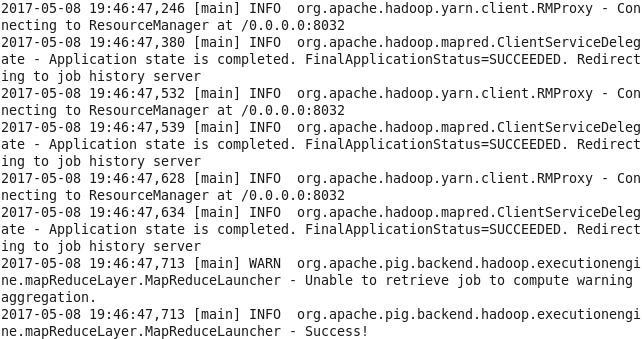 2017-05-08 19:46:47,246 [main] INFO  org.apache.hadoop.yarn.client.RMProxy - Con
necting to ResourceManager at /0.0.0.0:8032
2017-05-08 19:46:47,380 [main] INFO  org.apache.hadoop.mapred.ClientServiceDeleg
ate - Application state is completed. FinalApplicationStatus=SUCCEEDED. Redirect
ing to job history server
2017-05-08 19:46:47,532 [main] INFO  org.apache.hadoop.yarn.client.RMProxy - Con
necting to ResourceManager at /0.0.0.0:8032
2017-05-08 19:46:47,539 [main] INFO  org.apache.hadoop.mapred.ClientServiceDeleg
ate - Application state is completed. FinalApplicationStatus=SUCCEEDED. Redirect
ing to job history server
2017-05-08 19:46:47,628 [main] INFO  org.apache.hadoop.yarn.client.RMProxy - Con
necting to ResourceManager at /0.0.0.0:8032
2017-05-08 19:46:47,634 [main] INFO  org.apache.hadoop.mapred.ClientServiceDeleg
ate - Application state is completed. FinalApplicationStatus=SUCCEEDED. Redirect
ing to job history server
2017-05-08 19:46:47,713 [main] WARN  org.apache.pig.backend.hadoop.executionengi
ne.mapReduceLayer.MapReduceLauncher - Unable to retrieve job to compute warning
aggregation.
2017-05-08 19:46:47,713 [main] INFO  org.apache.pig.backend.hadoop.executionengi
ne.mapReduceLayer.MapReduceLauncher - Success!